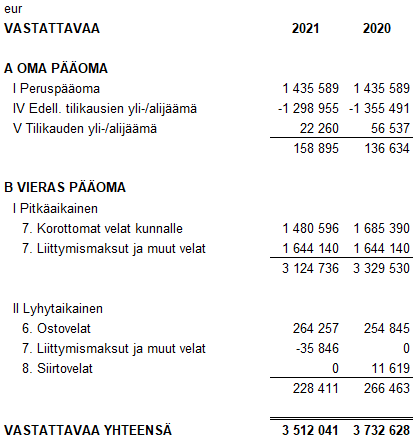 eur
VASTATTAVAA 2021 2020
A OMA PÄÄOMA
I Peruspääoma 1 435 589 1 435 589
IV Edell. tilikausien yli-/alijäämä -1 298 955 -1 355 491
V Tilikauden yli-/alijäämä 22 260 56 537
158 895 136 634
B VIERAS PÄÄOMA
I Pitkäaikainen
7. Korottomat velat kunnalle 1 480 596 1 685 390
7. Liittymismaksut ja muut velat 1 644 140 1 644 140
3 124 736 3 329 530
II Lyhytaikainen
6. Ostovelat 264 257 254 845
7. Liittymismaksut ja muut velat -35 846 0
8. Siirtovelat 0 11 619
228 411 266 463
VASTATTAVAA YHTEENSÄ 3 512 041 3 732 628